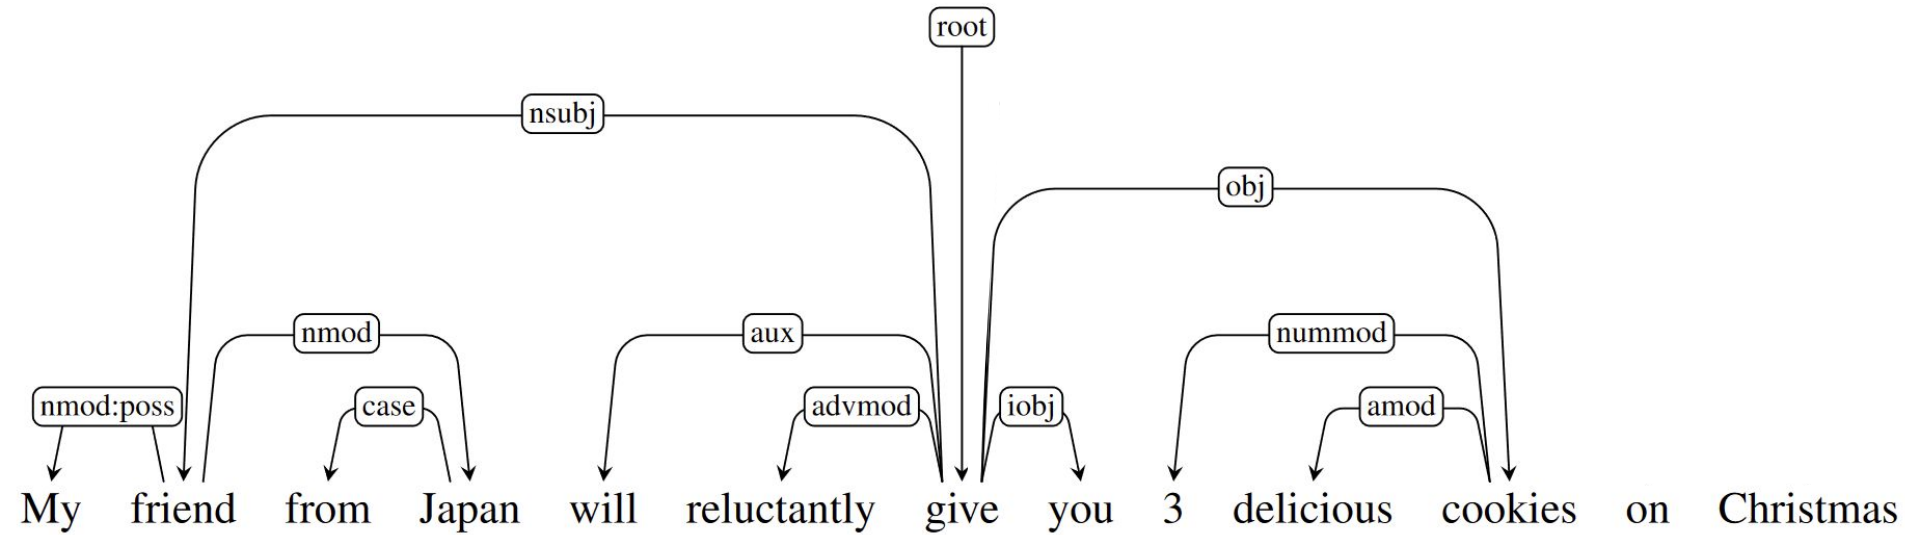 root
nsubj
obj
nmod aux nummod
nmod:poss case advmod iobj amod
My friend from Japan will reluctantly give you 3 delicious cookies on Christmas